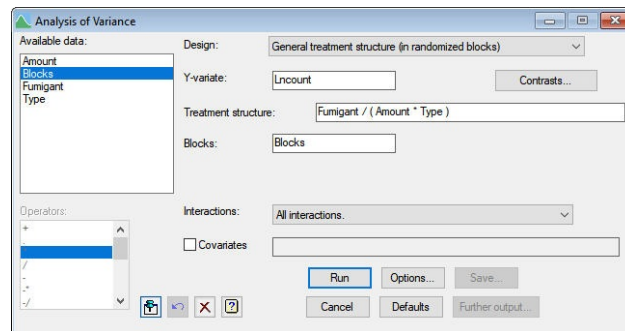 Analysis of Variance
Available data:
Amount
Blocks
Fumigant
Type
Design:
General treatment structure (in randomized blocks)
Y-variate:
Lncount
Contrasts...
Treatment structure:
Fumigant / ( Amount * Type )
Blocks:
Blocks
Operators:
+
.
/
-
-*
-/
Interactions:
All interactions.
Covariates
Run
Options...
Save...
Cancel
Defaults
Further output...